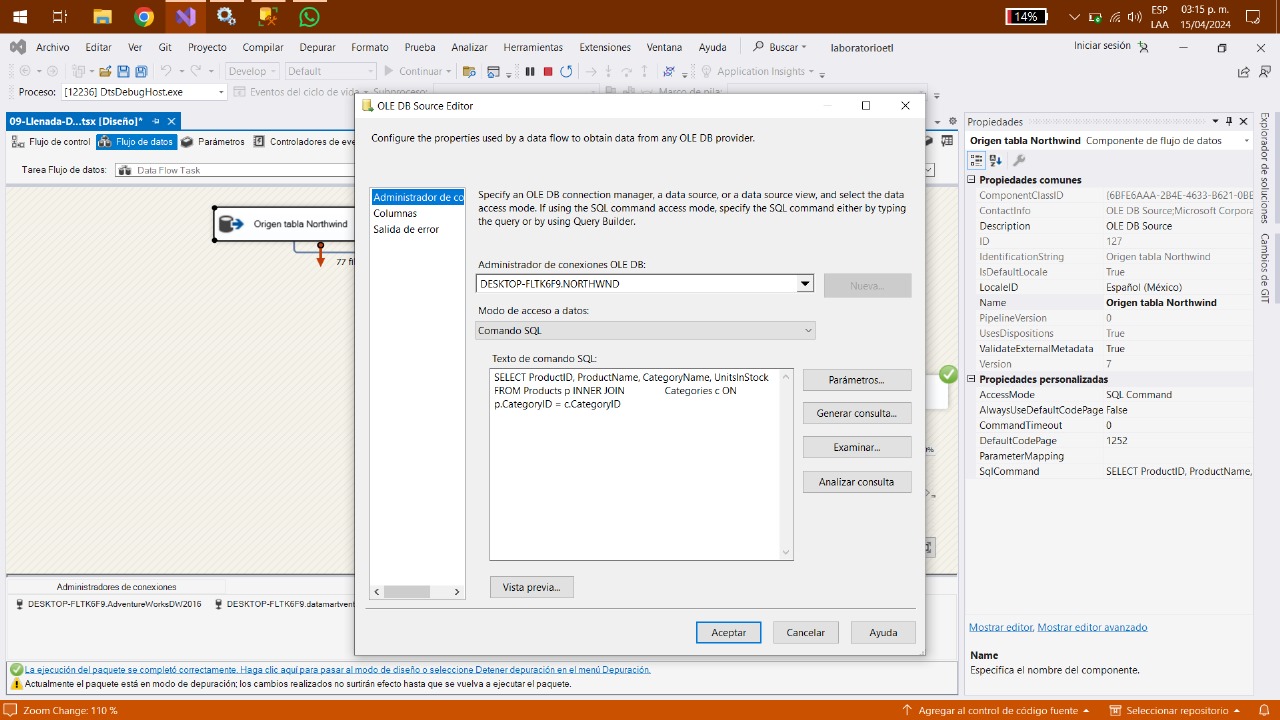 14%
ESP
LAA
03:15 p. m.
15/04/2024
Archivo Editar Ver Git Proyecto Compilar Depurar Formato Prueba Analizar Herramientas Extensiones Ventana Ayuda Buscar laboratorioetl Iniciar sesión
Develop Default Continuar Application Insights
Proceso: [12236] DtsDebugHost.exe Eventos del ciclo de vida Subproceso: Marco de pila:
09-Llenada-D...tsx [Diseño]*
Flujo de control Flujo de datos Parámetros Controladores de eve
Tarea Flujo de datos: Data Flow Task
Origen tabla Northwind
77 fi
OLE DB Source Editor
Configure the properties used by a data flow to obtain data from any OLE DB provider.
Administrador de co
Columnas
Salida de error
Specify an OLE DB connection manager, a data source, or a data source view, and select the data
access mode. If using the SQL command access mode, specify the SQL command either by typing
the query or by using Query Builder.
Administrador de conexiones OLE DB:
DESKTOP-FLTK6F9.NORTHWND
Nueva...
Modo de acceso a datos:
Comando SQL
Texto de comando SQL:
SELECT ProductID, ProductName, CategoryName, UnitsInStock
FROM Products p INNER JOIN Categories c ON
p.CategoryID = c.CategoryID
Parámetros...
Generar consulta...
Examinar...
Analizar consulta
Vista previa...
Aceptar Cancelar Ayuda
Propiedades
Origen tabla Northwind Componente de flujo de datos
Propiedades comunes
ComponentClassID {6BFE6AAA-2B4E-4633-B621-0BE
ContactInfo OLE DB Source;Microsoft Corpora
Description OLE DB Source
ID 127
IdentificationString Origen tabla Northwind
IsDefaultLocale True
LocaleID Español (México)
Name Origen tabla Northwind
PipelineVersion 0
UsesDispositions True
ValidateExternalMetadata True
Version 7
Propiedades personalizadas
AccessMode SQL Command
AlwaysUseDefaultCodePage False
CommandTimeout 0
DefaultCodePage 1252
ParameterMapping
SqlCommand SELECT ProductID, ProductName,
Mostrar editor, Mostrar editor avanzado
Name
Especifica el nombre del componente.
Explorador de soluciones
Cambios de GIT
Administradores de conexiones
DESKTOP-FLTK6F9.AdventureWorksDW2016 DESKTOP-FLTK6F9.datamartvent
La ejecución del paquete se completó correctamente. Haga clic aquí para pasar al modo de diseño o seleccione Detener depuración en el menú Depuración.
Actualmente el paquete está en modo de depuración; los cambios realizados no surtirán efecto hasta que se vuelva a ejecutar el paquete.
Zoom Change: 110 % Agregar al control de código fuente Seleccionar repositorio